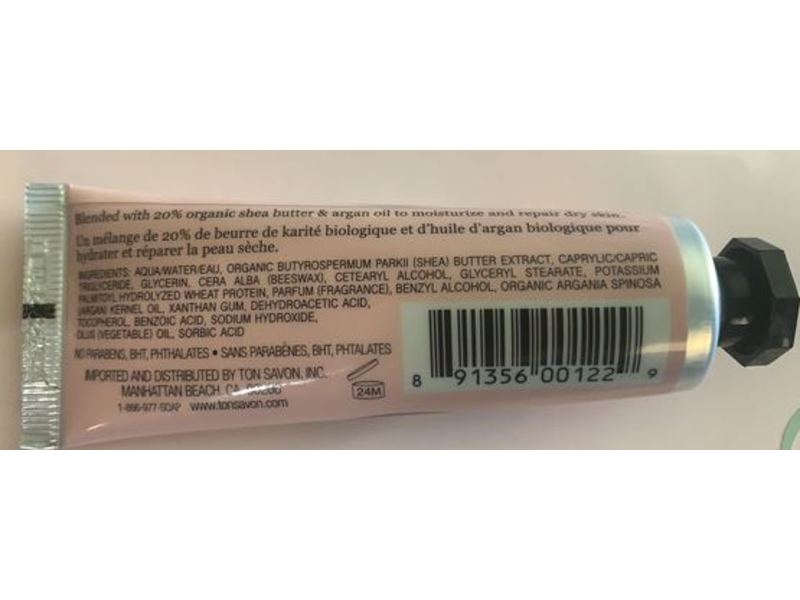 Blended with 20% organic shea butter & argan oil to moisturize and repair dry skin.
Un mélange de 20% de beurre de karité biologique et d'huile d'argan biologique pour
hydrater et réparer la peau sèche.
INGREDIENTS: AQUA/WATER/EAU, ORGANIC BUTYROSPERMUM PARKII (SHEA) BUTTER EXTRACT, CAPRYLIC/CAPRIC
TRIGLYCERIDE, GLYCERIN, CERA ALBA (BEESWAX), CETEARYL ALCOHOL, GLYCERYL STEARATE, POTASSIUM
PALMITOYL HYDROLYZED WHEAT PROTEIN, PARFUM (FRAGRANCE), BENZYL ALCOHOL, ORGANIC ARGANIA SPINOSA
(ARGAN) KERNEL OIL, XANTHAN GUM, DEHYDROACETIC ACID,
TOCOPHEROL, BENZOIC ACID, SODIUM HYDROXIDE,
OLUS (VEGETABLE) OIL, SORBIC ACID
NO PARABENS, BHT, PHTHALATES • SANS PARABÈNES, BHT, PHTALATES
IMPORTED AND DISTRIBUTED BY TON SAVON, INC.
MANHATTAN BEACH, CA
1-866-977-SOAP www.tonsavon.com
24M
8 91356 00122 9